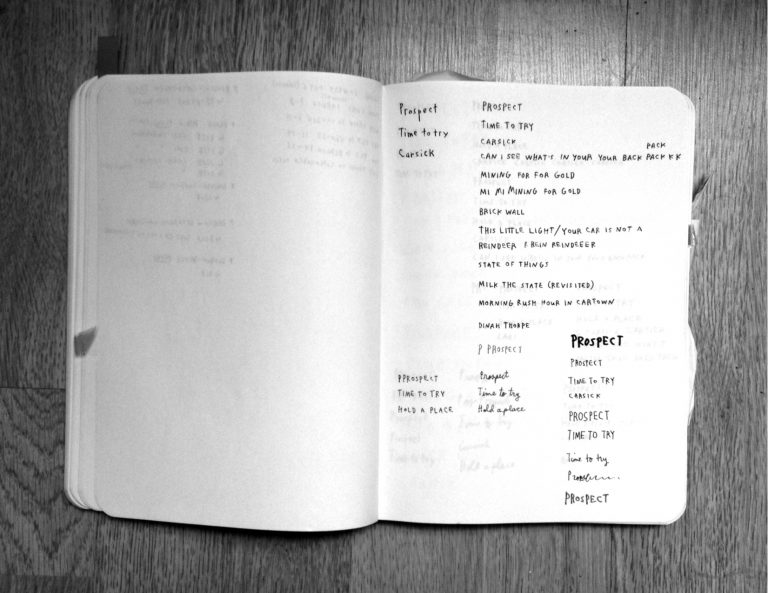 Prospect
Time to try
Carsick
PROSPECT
TIME TO TRY
CARSICK
PACK
CAN I SEE WHAT'S IN YOUR YOUR BACK PACK KK
MINING FOR FOR GOLD
MI MI MINING FOR GOLD
BRICK WALL
THIS LITTLE LIGHT/YOUR CAR IS NOT A
REINDEER & REIN REINDEEER
STATE OF THINGS
MILK THE STATE (REVISITED)
MORNING RUSH HOUR IN CARTOWN
DINAH THORPE
P PROSPECT
PPROSPECT
TIME TO TRY
HOLD A PLACE
Prospect
Time to try
Hold a place
PROSPECT
PROSPECT
TIME TO TRY
CARSICK
PROSPECT
TIME TO TRY
Time to try
PROSPECT